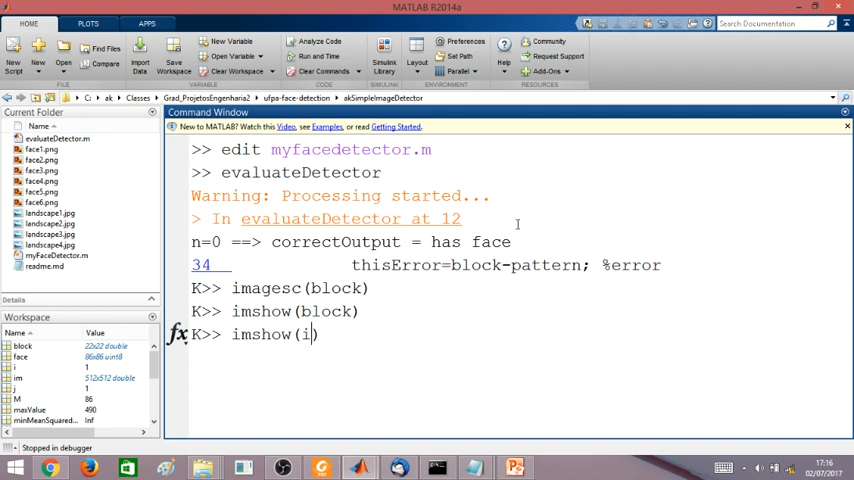 MATLAB R2014a
HOME PLOTS APPS
Search Documentation
New Script
New
Open
Find Files
Compare
Import Data
Save Workspace
New Variable
Open Variable
Clear Workspace
Analyze Code
Run and Time
Clear Commands
Simulink Library
Layout
Preferences
Set Path
Parallel
Help
Community
Request Support
Add-Ons
FILE VARIABLE CODE SIMULINK ENVIRONMENT RESOURCES
C: ak Classes Grad_ProjetosEngenharia2 ufpa-face-detection akSimpleImageDetector
Current Folder
Name
evaluateDetector.m
face1.png
face2.png
face3.png
face4.png
face5.png
face6.png
landscape1.jpg
landscape2.jpg
landscape3.jpg
landscape4.jpg
myFaceDetector.m
readme.md
Details
Workspace
Name Value
block 22x22 double
face 86x86 uint8
i 1
im 512x512 double
j 1
M 86
maxValue 490
minMeanSquared... Inf
Command Window
New to MATLAB? Watch this Video, see Examples, or read Getting Started.
>> edit myfacedetector.m
>> evaluateDetector
Warning: Processing started...
> In evaluateDetector at 12
n=0 ==> correctOutput = has face
34 thisError=block-pattern; %error
K>> imagesc(block)
K>> imshow(block)
fx K>> imshow(i)
Stopped in debugger
17:16
02/07/2017